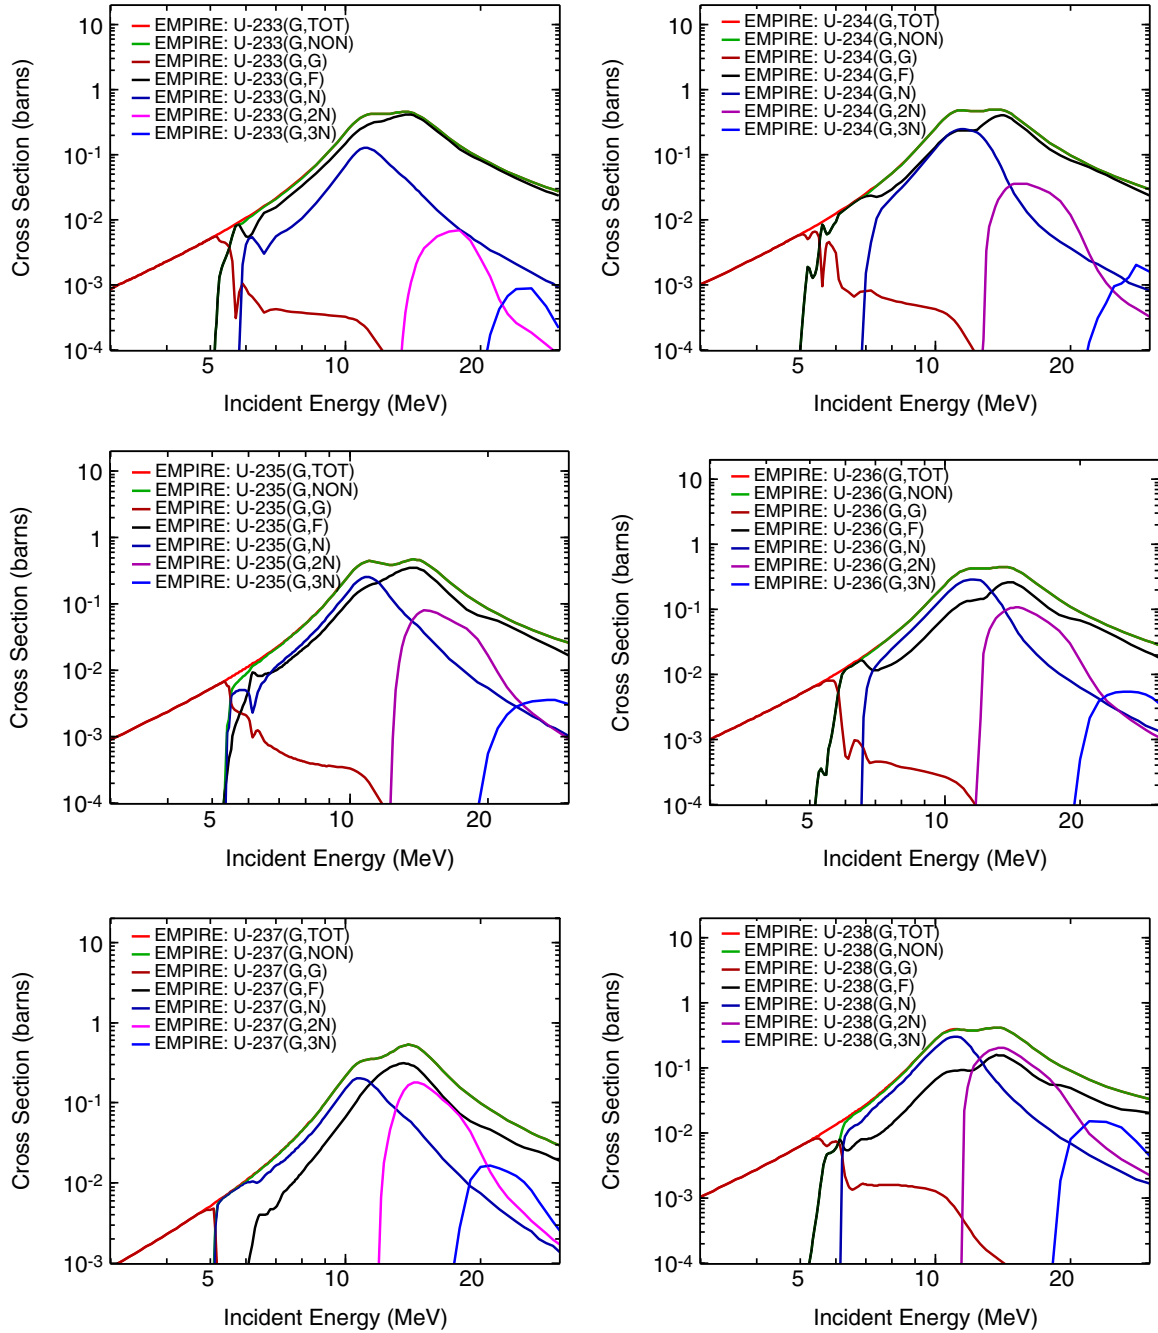 EMPIRE: U-233(G,TOT)
EMPIRE: U-233(G,NON)
EMPIRE: U-233(G,G)
EMPIRE: U-233(G,F)
EMPIRE: U-233(G,N)
EMPIRE: U-233(G,2N)
EMPIRE: U-233(G,3N)
10
1
10-1
10-2
10-3
10-4
5
10
20
Cross Section (barns)
Incident Energy (MeV)
EMPIRE: U-234(G,TOT)
EMPIRE: U-234(G,NON)
EMPIRE: U-234(G,G)
EMPIRE: U-234(G,F)
EMPIRE: U-234(G,N)
EMPIRE: U-234(G,2N)
EMPIRE: U-234(G,3N)
10
1
10-1
10-2
10-3
10-4
5
10
20
Cross Section (barns)
Incident Energy (MeV)
EMPIRE: U-235(G,TOT)
EMPIRE: U-235(G,NON)
EMPIRE: U-235(G,G)
EMPIRE: U-235(G,F)
EMPIRE: U-235(G,N)
EMPIRE: U-235(G,2N)
EMPIRE: U-235(G,3N)
10
1
10-1
10-2
10-3
10-4
5
10
20
Cross Section (barns)
Incident Energy (MeV)
EMPIRE: U-236(G,TOT)
EMPIRE: U-236(G,NON)
EMPIRE: U-236(G,G)
EMPIRE: U-236(G,F)
EMPIRE: U-236(G,N)
EMPIRE: U-236(G,2N)
EMPIRE: U-236(G,3N)
10
1
10-1
10-2
10-3
10-4
5
10
20
Cross Section (barns)
Incident Energy (MeV)
EMPIRE: U-237(G,TOT)
EMPIRE: U-237(G,NON)
EMPIRE: U-237(G,G)
EMPIRE: U-237(G,F)
EMPIRE: U-237(G,N)
EMPIRE: U-237(G,2N)
EMPIRE: U-237(G,3N)
10
1
10-1
10-2
10-3
5
10
20
Cross Section (barns)
Incident Energy (MeV)
EMPIRE: U-238(G,TOT)
EMPIRE: U-238(G,NON)
EMPIRE: U-238(G,G)
EMPIRE: U-238(G,F)
EMPIRE: U-238(G,N)
EMPIRE: U-238(G,2N)
EMPIRE: U-238(G,3N)
10
1
10-1
10-2
10-3
10-4
5
10
20
Cross Section (barns)
Incident Energy (MeV)